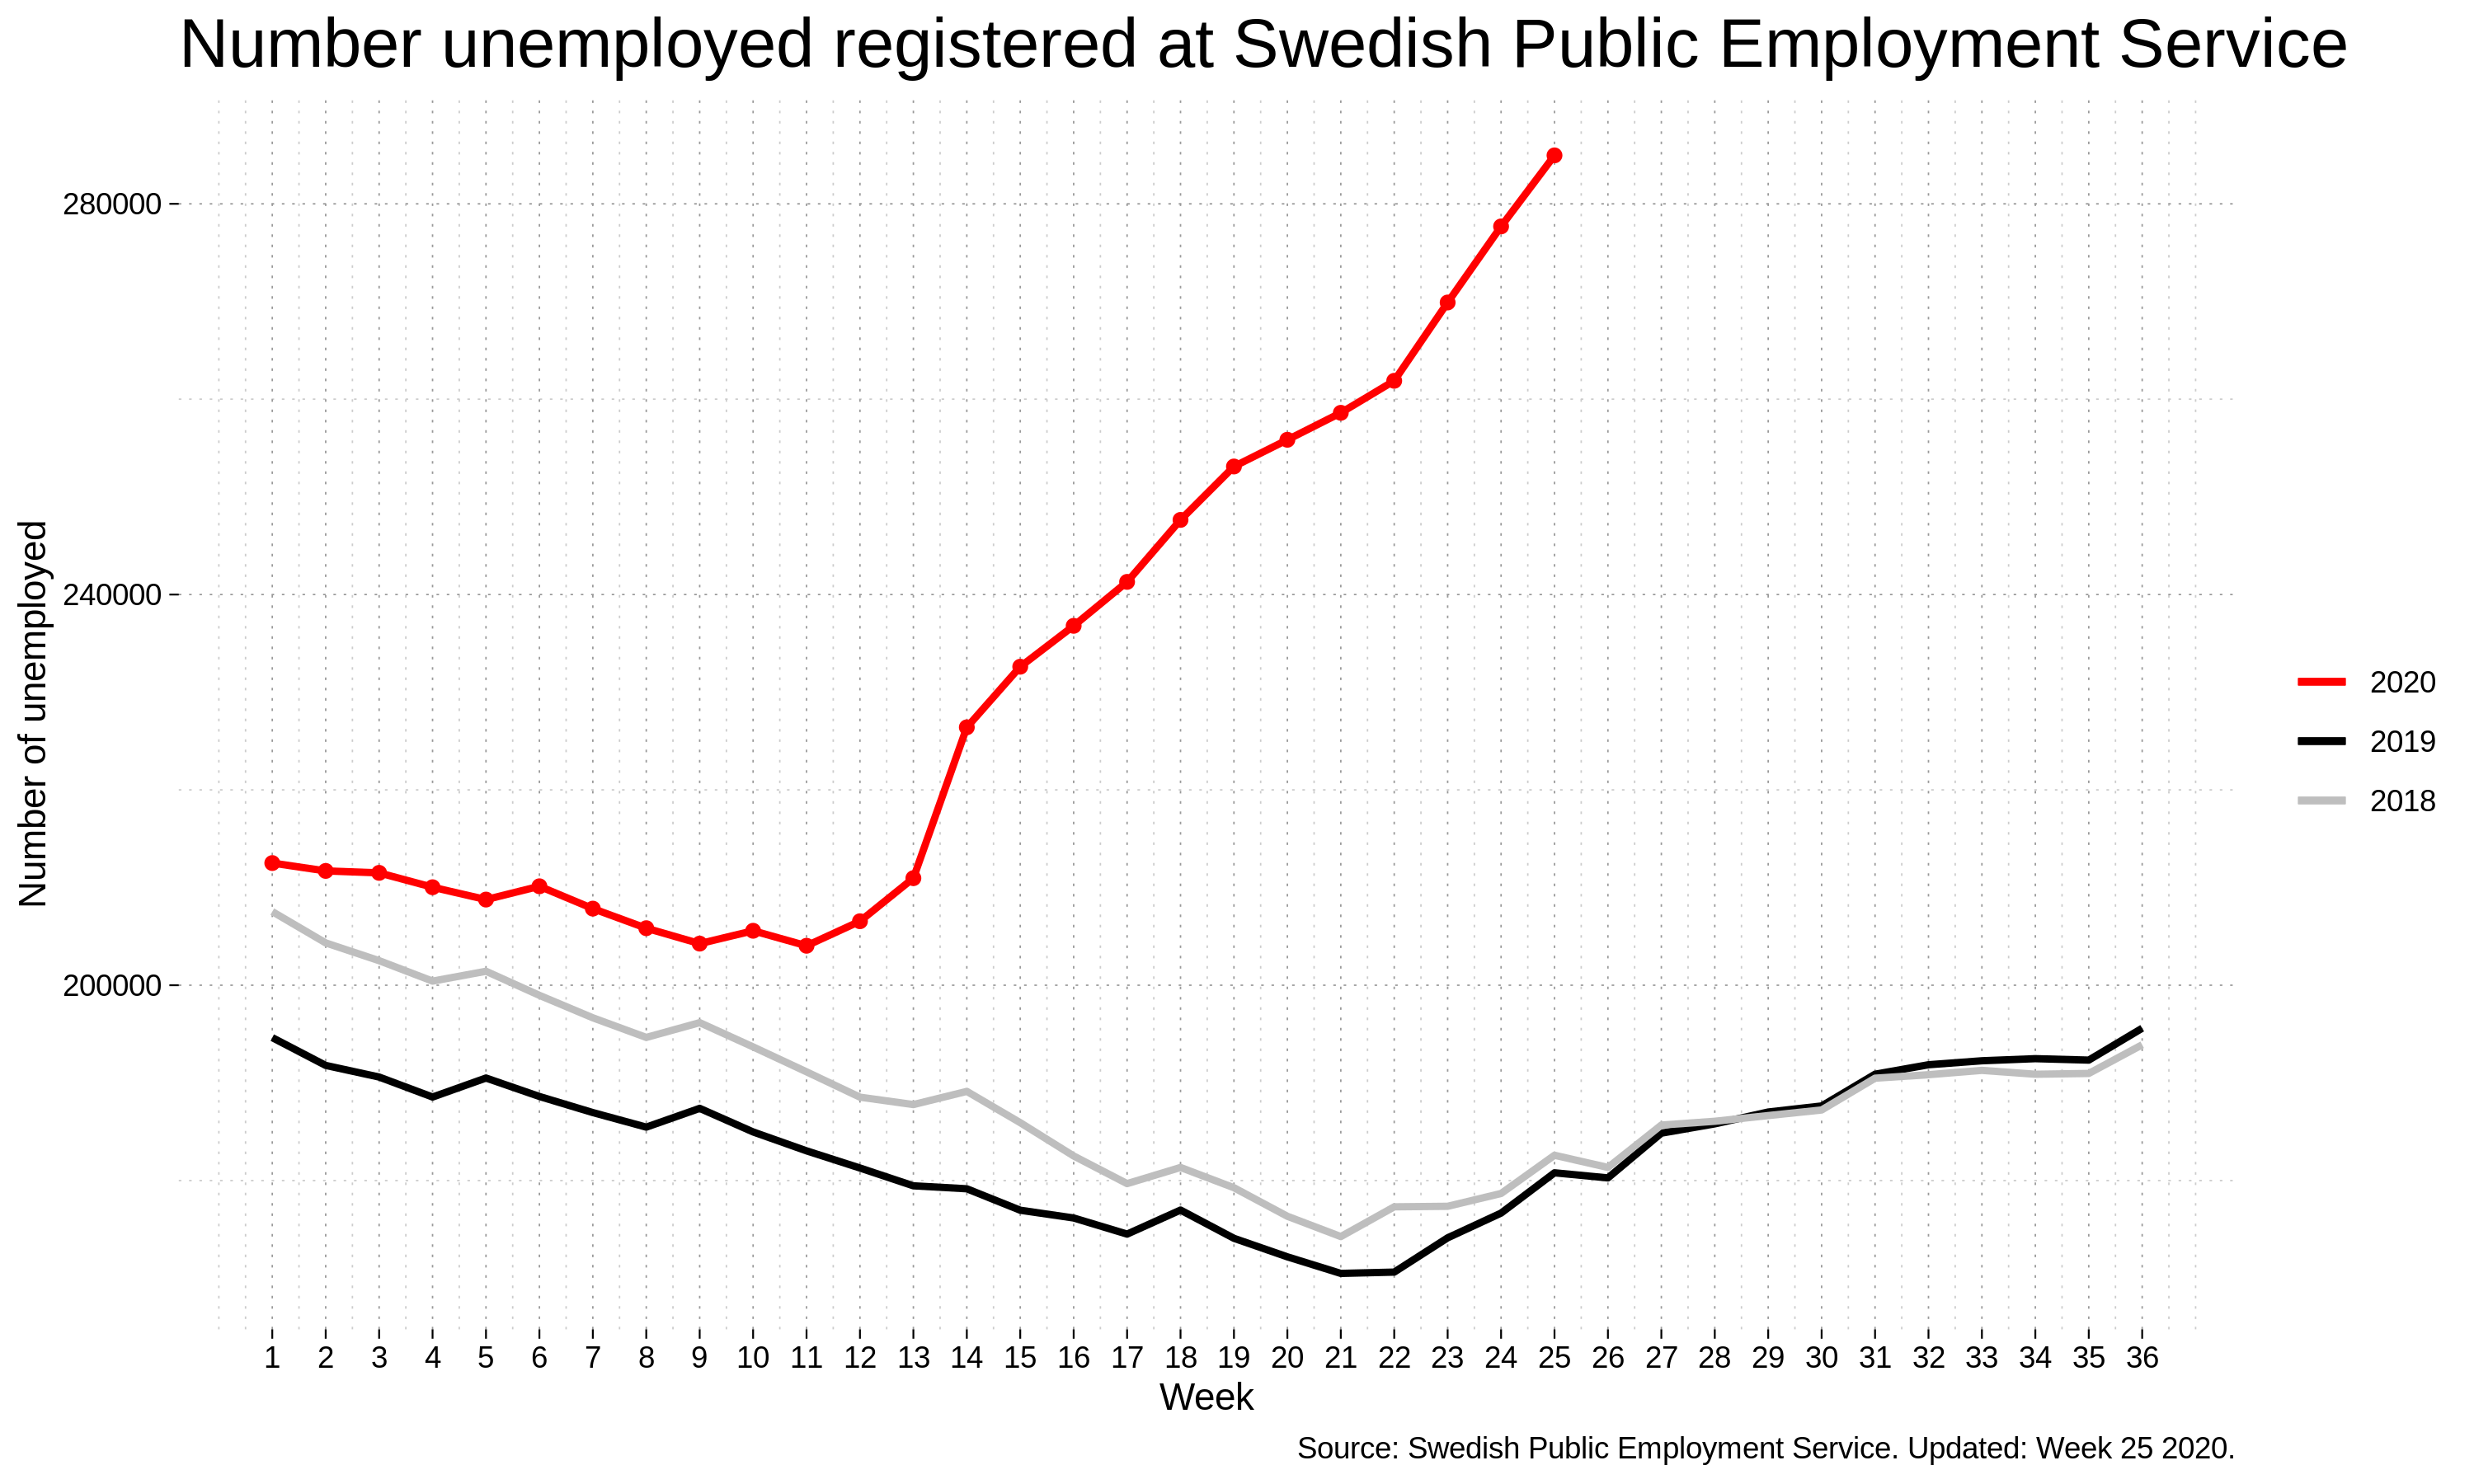 Number unemployed registered at Swedish Public Employment Service
Number of unemployed
280000
240000
200000
2020
2019
2018
1 2 3 4 5 6 7 8 9 10 11 12 13 14 15 16 17 18 19 20 21 22 23 24 25 26 27 28 29 30 31 32 33 34 35 36
Week
Source: Swedish Public Employment Service. Updated: Week 25 2020.